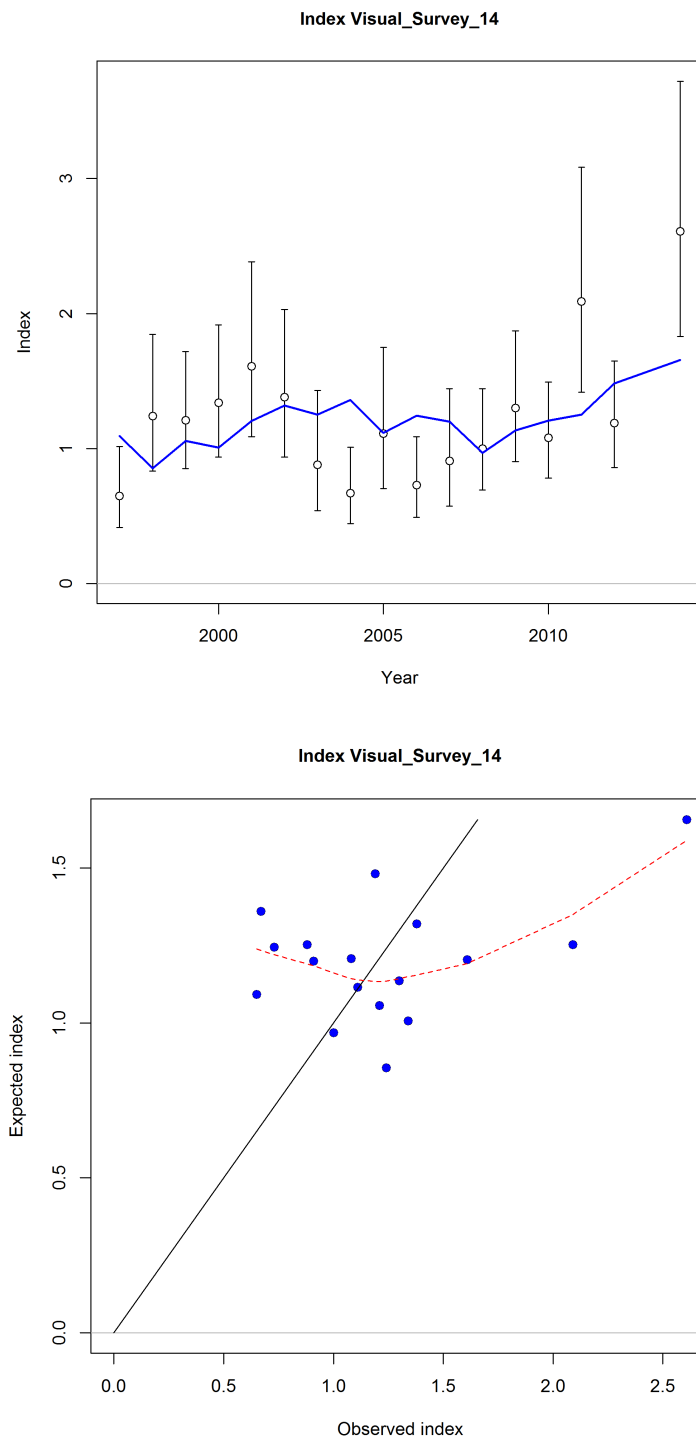 Index Visual_Survey_14
3
2
1
0
Index
2000 2005 2010
Year
Index Visual_Survey_14
1.5
1.0
0.5
0.0
Expected index
0.0 0.5 1.0 1.5 2.0 2.5
Observed index